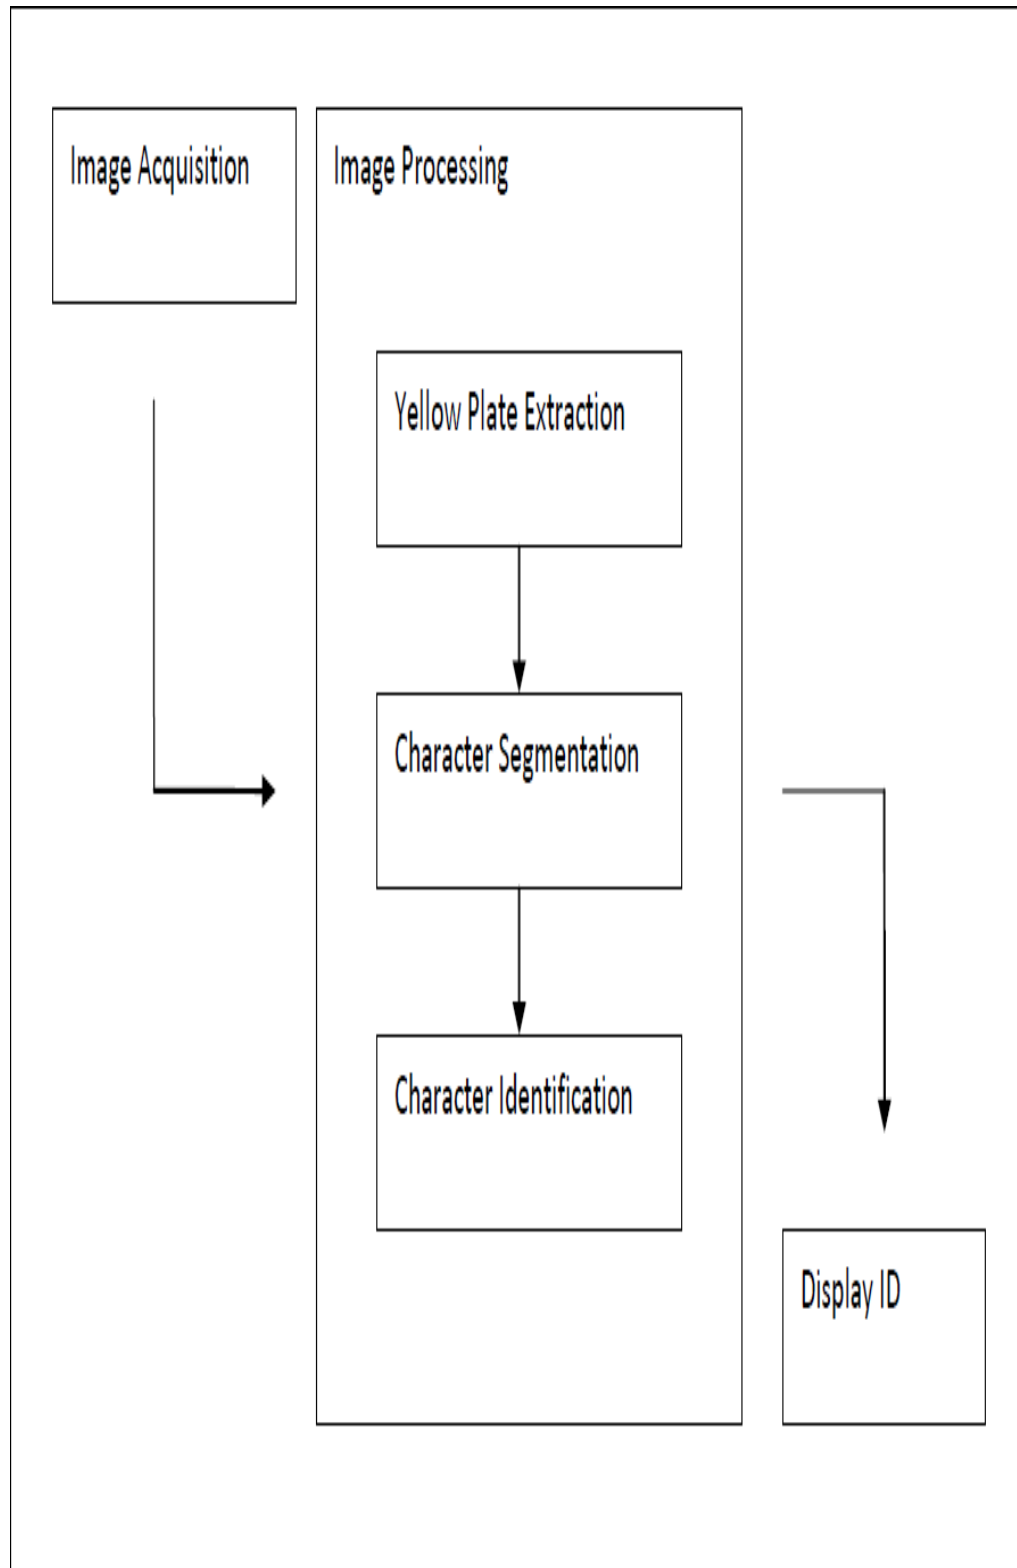 Image Acquisition
Image Processing
Yellow Plate Extraction
Character Segmentation
Character Identification
Display ID